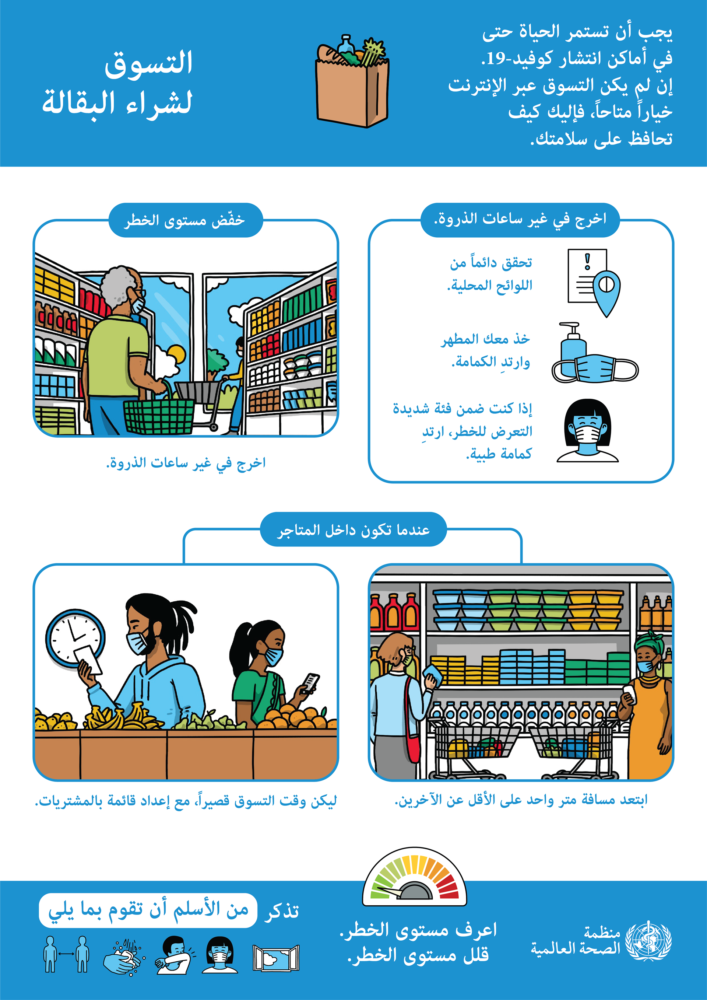 يجب أن تستمر الحياة حتى
في أماكن انتشار كوفيد-19.
إن لم يكن التسوق عبر الإنترنت
خياراً متاحاً، فإليك كيف
تحافظ على سلامتك.
التسوق
لشراء البقالة
اخرج في غير ساعات الذروة.
تحقق دائماً من
اللوائح المحلية.
خذ معك المطهر
وارتدِ الكمامة.
إذا كنت ضمن فئة شديدة
التعرض للخطر، ارتدِ
كمامة طبية.
خفّض مستوى الخطر
اخرج في غير ساعات الذروة.
عندما تكون داخل المتاجر
ابتعد مسافة متر واحد على الأقل عن الآخرين.
ليكن وقت التسوق قصيراً، مع إعداد قائمة بالمشتريات.
منظمة
الصحة العالمية
اعرف مستوى الخطر.
قلل مستوى الخطر.
تذكر من الأسلم أن تقوم بما يلي